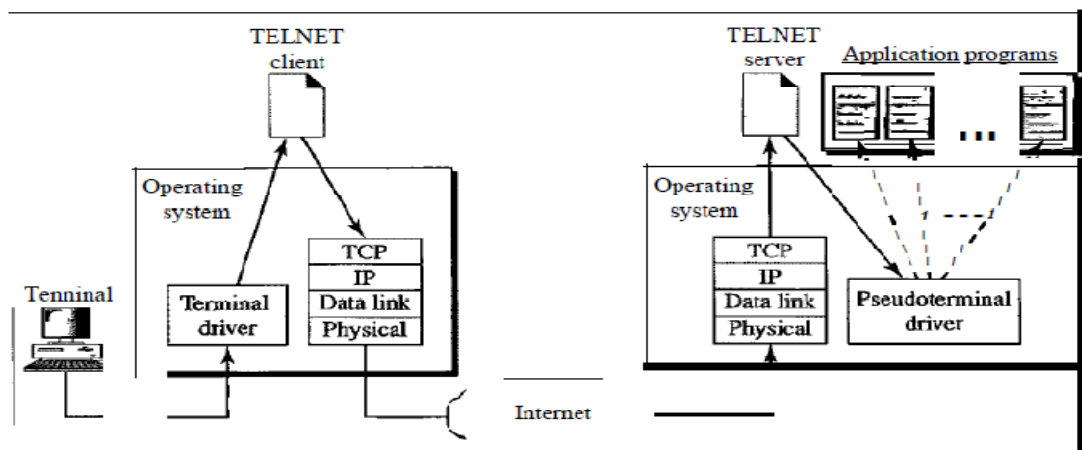 TELNET
client
TELNET
server
Application programs
Operating
system
Operating
system
TCP
IP
Data link
Physical
TCP
IP
Data link
Physical
Tenninal
Terminal
driver
Pseudoterminal
driver
Internet